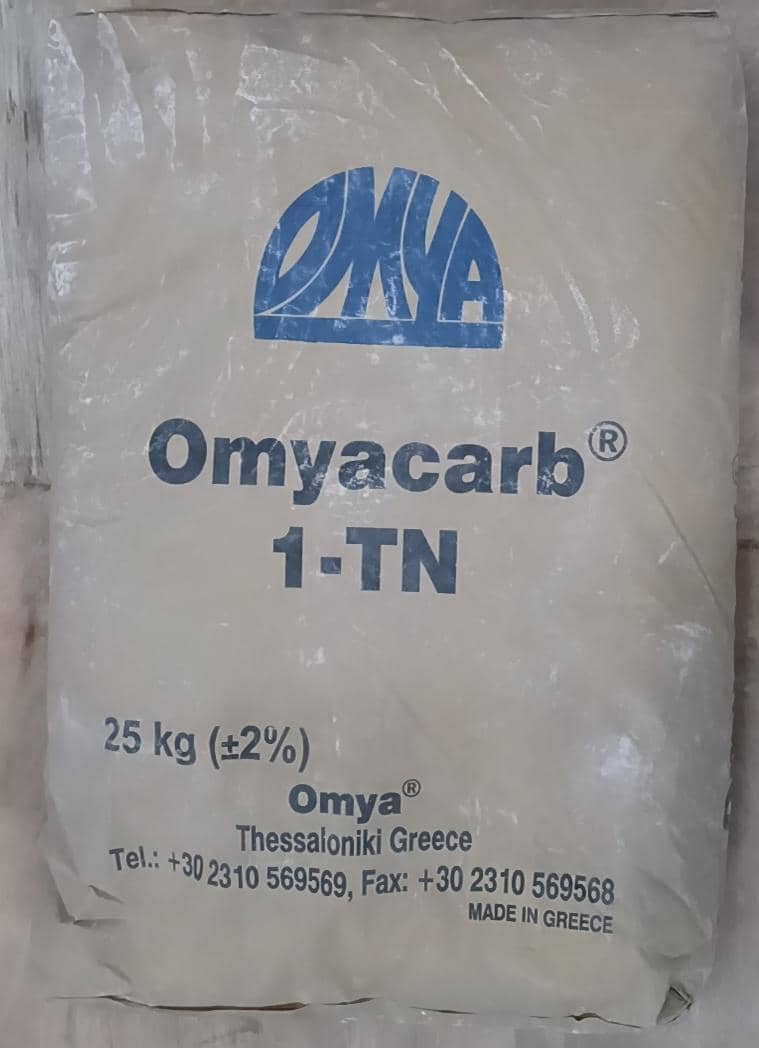 OMYA
Omyacarb®
1-TN
25 kg (±2%)
Omya®
Thessaloniki Greece
Tel.: +30 2310 569569, Fax: +30 2310 569568
MADE IN GREECE